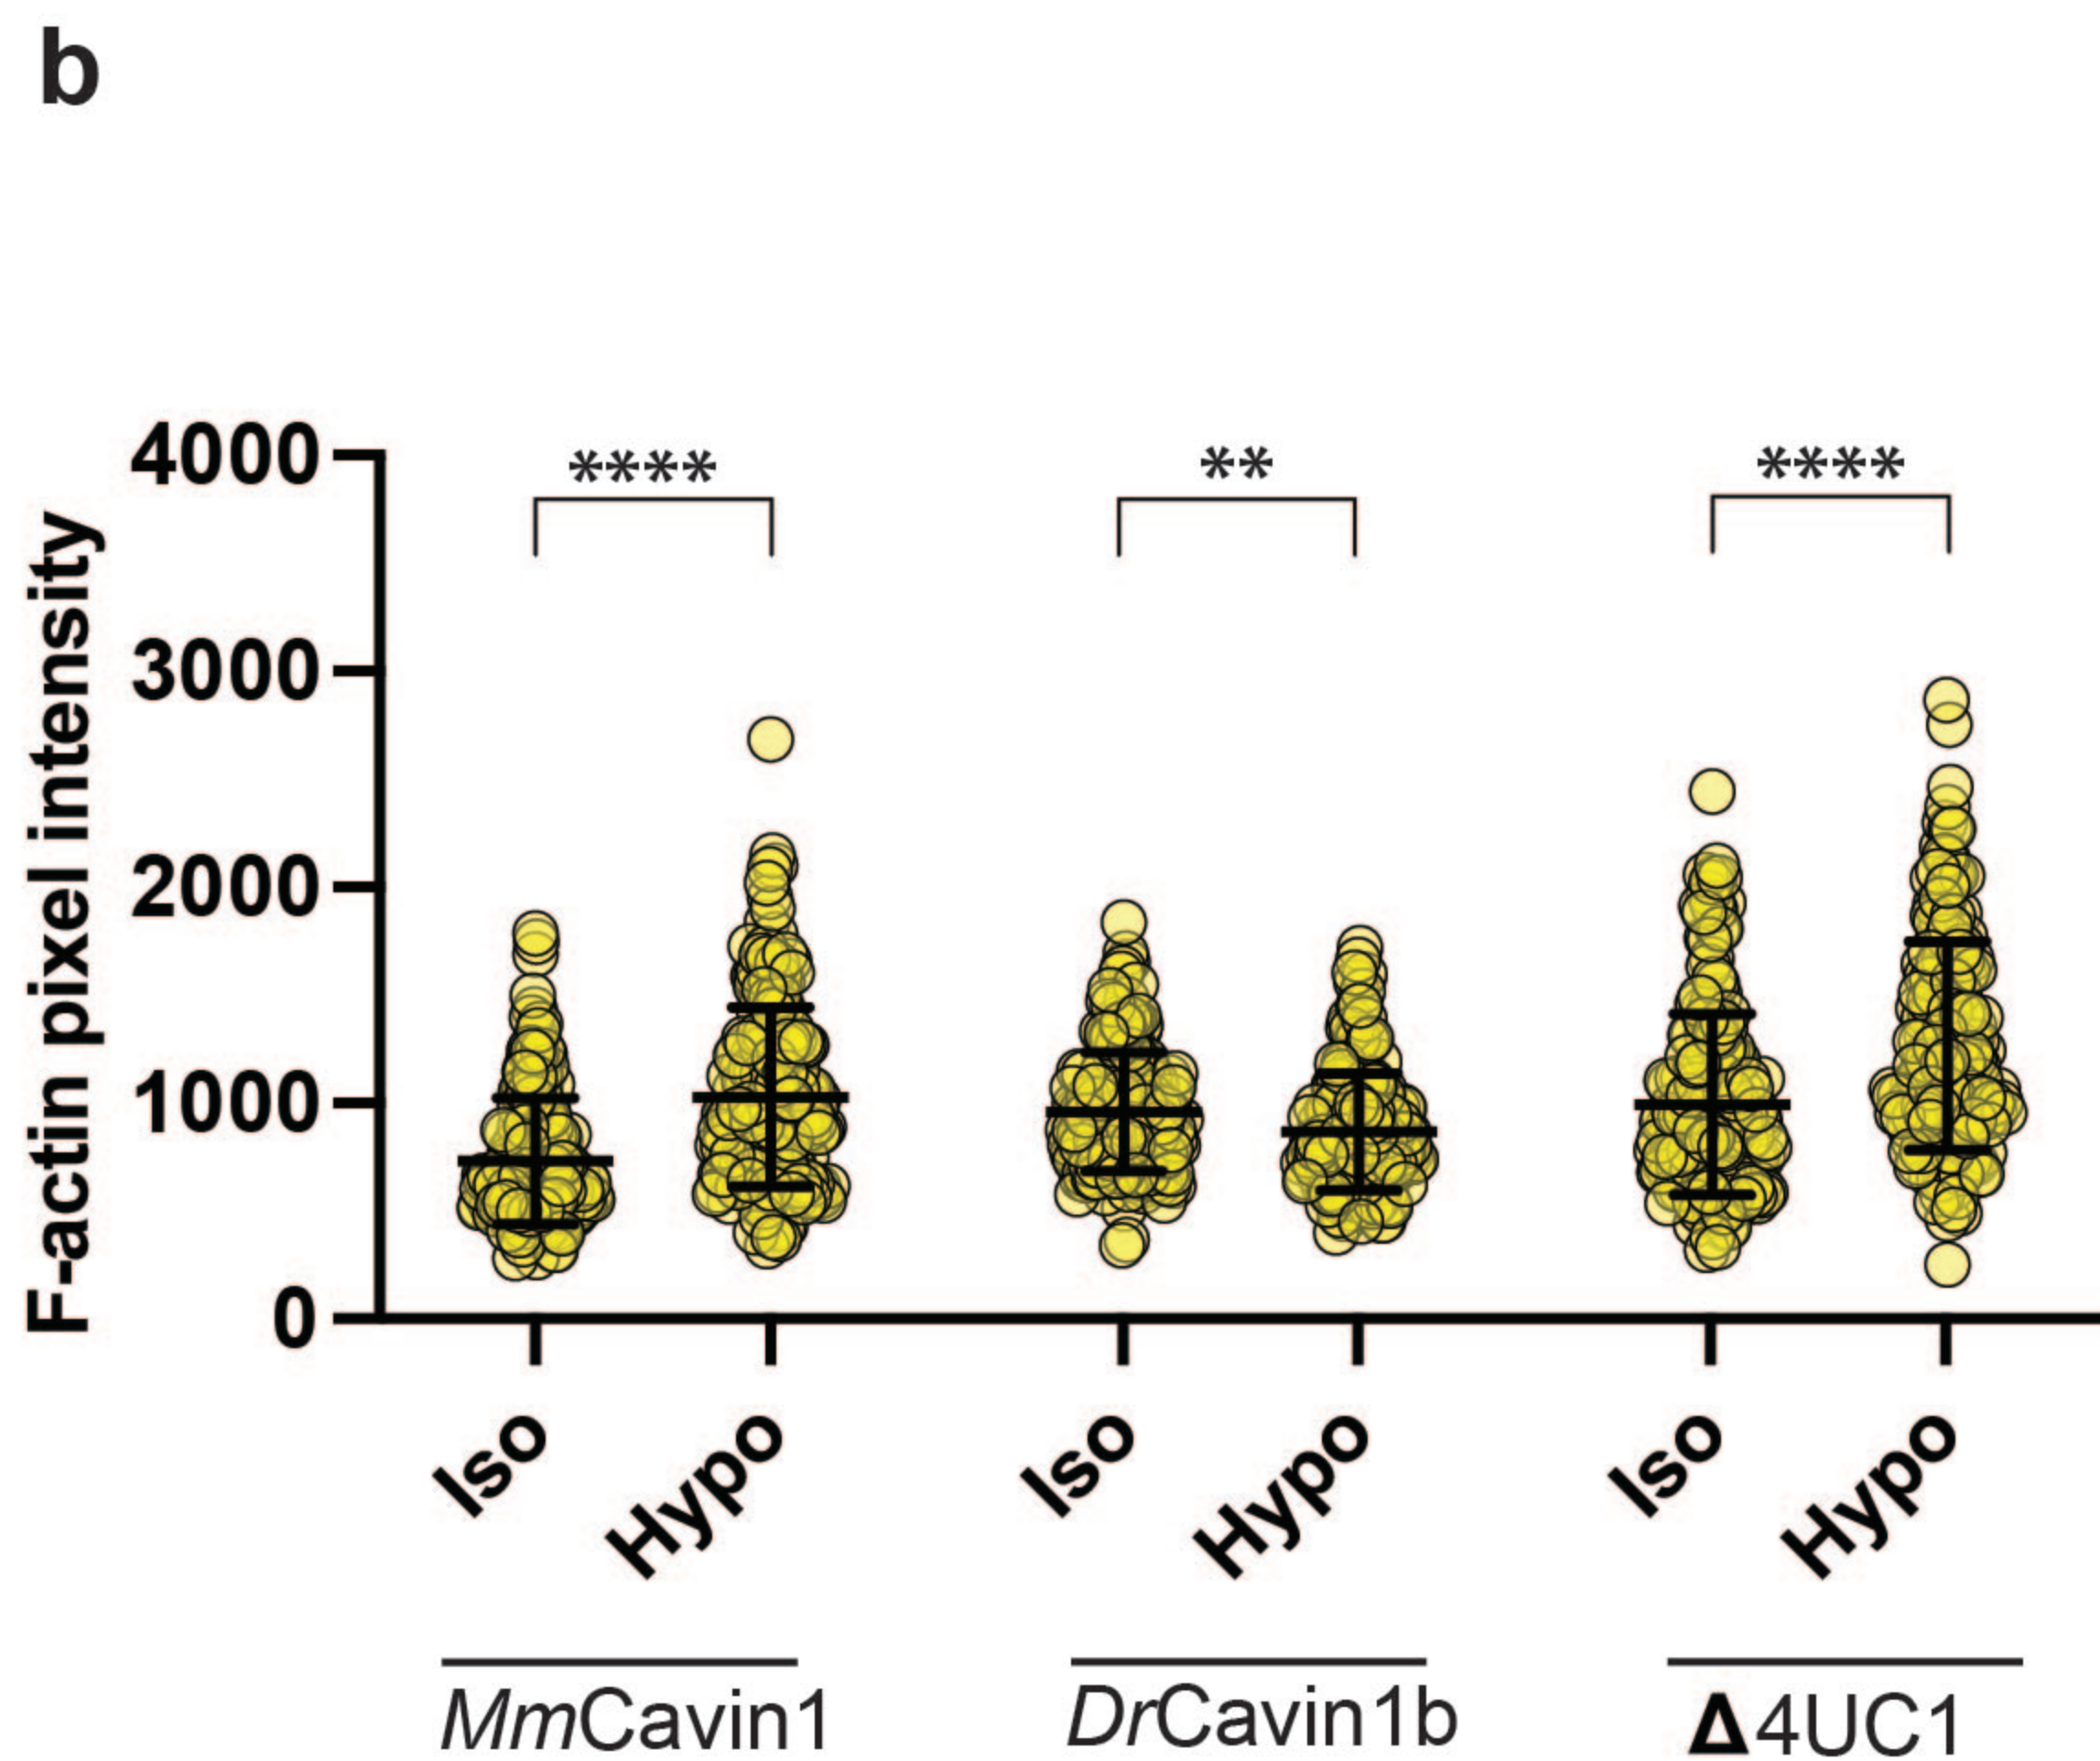 b
F-actin pixel intensity
4000
3000
2000
1000
0
**** ** ****
Iso Hypo Iso Hypo Iso Hypo
MmCavin1 DrCavin1b Δ4UC1